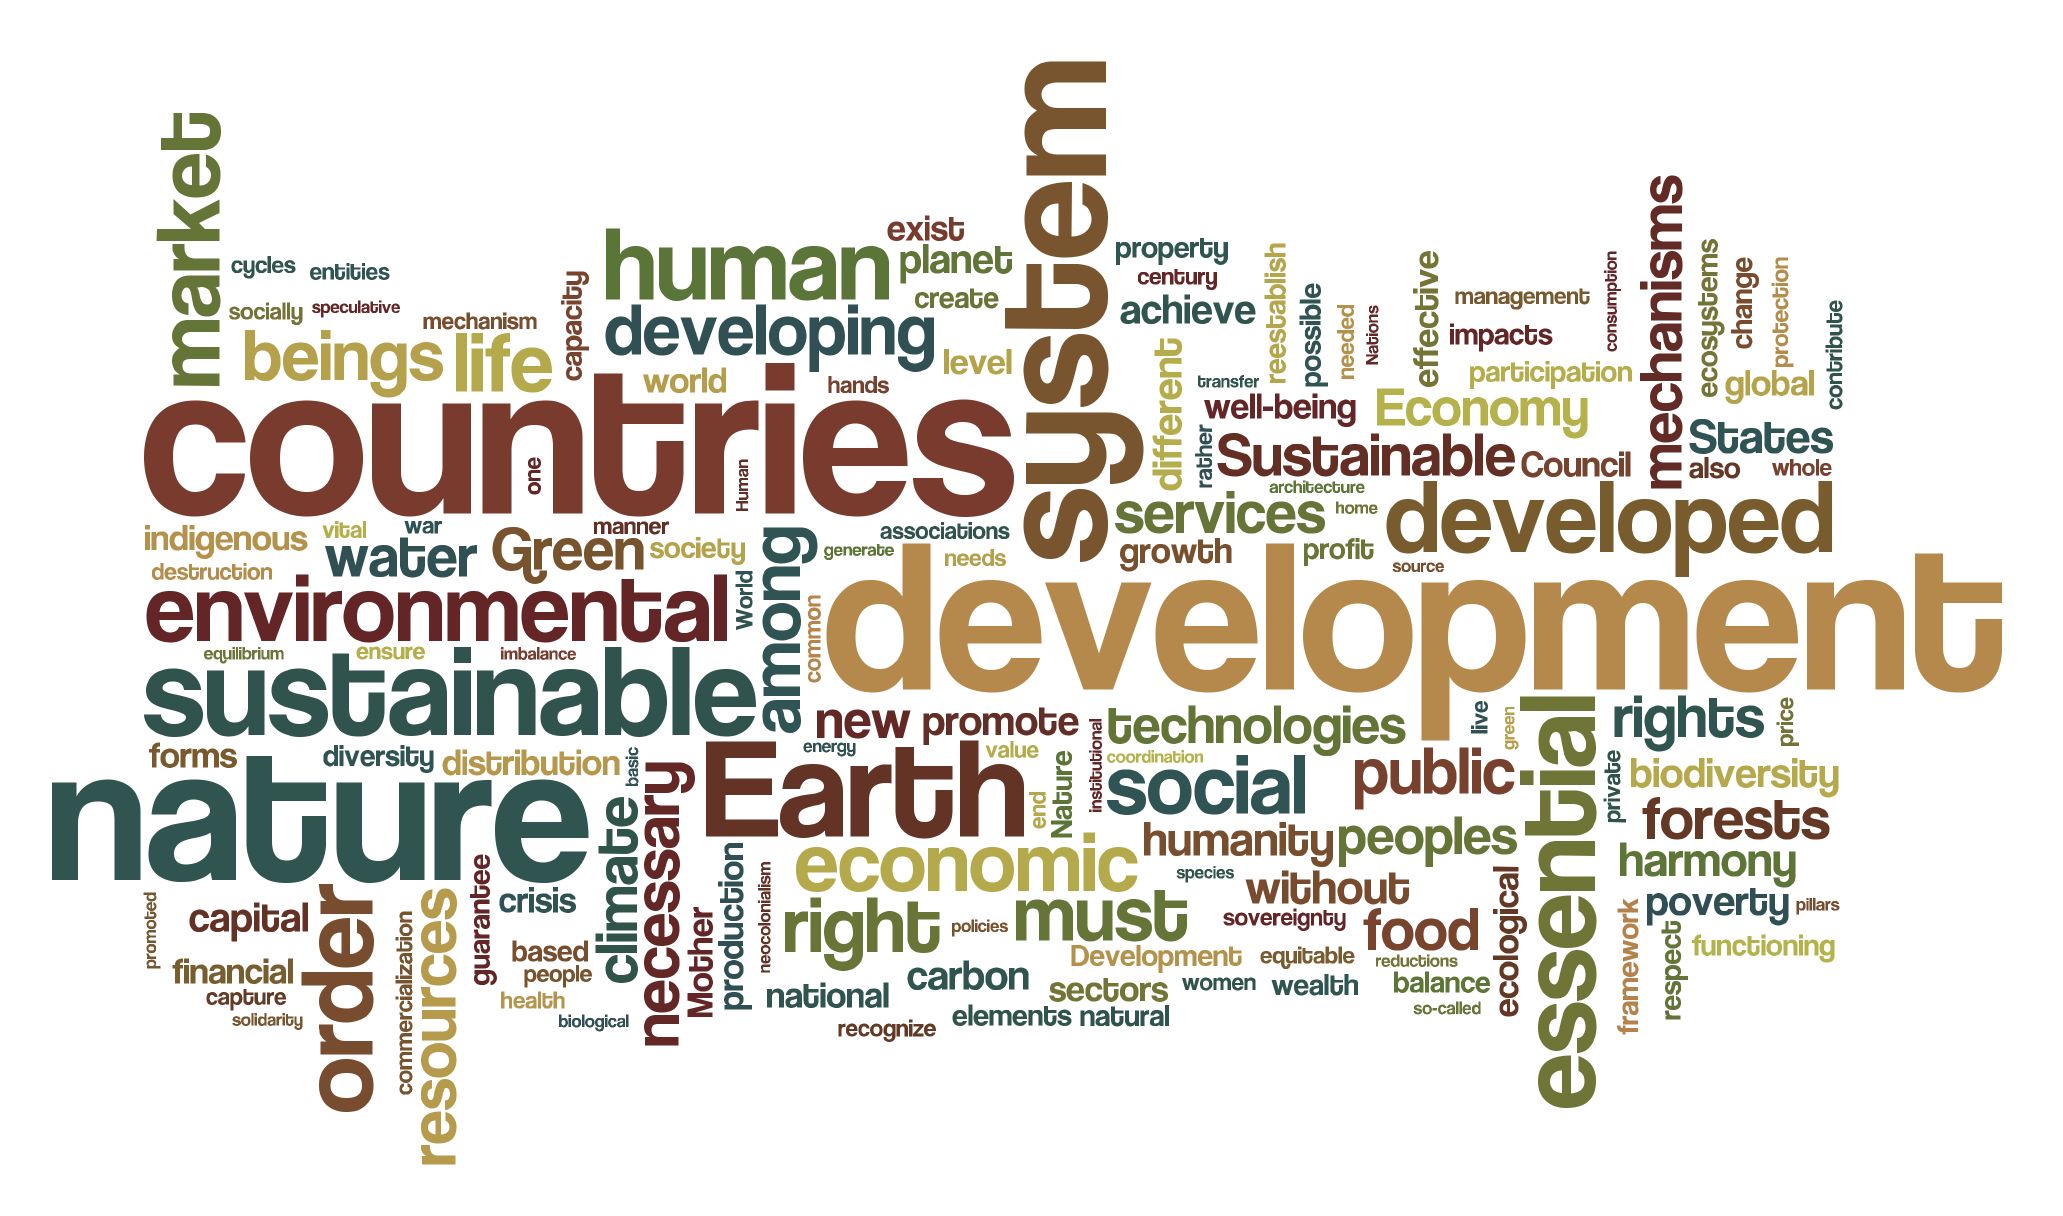 market
cycles
entities
socially
speculative
mechanism
capacity
beings
life
human
developing
exist
planet
create
level
world
hands
system
countries
one
Human
property
century
achieve
reestablish
possible
needed
Nations
effective
management
impacts
consumption
mechanisms
ecosystems
change
protection
contribute
different
transfer
participation
global
well-being
Economy
rather
Sustainable
Council
States
also
whole
architecture
services
home
developed
growth
profit
source
indigenous
vital
war
manner
destruction
water
Green
society
among
generate
associations
needs
environmental
World
common
development
equilibrium
ensure
imbalance
sustainable
new
promote
institutional
technologies
live
green
essential
rights
price
forms
diversity
distribution
basic
necessary
energy
value
coordination
nature
Earth
end
Nature
social
public
private
biodiversity
forests
climate
humanity
peoples
harmony
economic
species
without
ecological
promoted
capital
order
guarantee
crisis
production
neocolonialism
right
policies
must
sovereignty
food
poverty
pillars
framework
respect
functioning
financial
commercialization
resources
based
people
Mother
Development
equitable
reductions
capture
health
national
carbon
sectors
women
wealth
balance
solidarity
biological
recognize
elements
natural
so-called